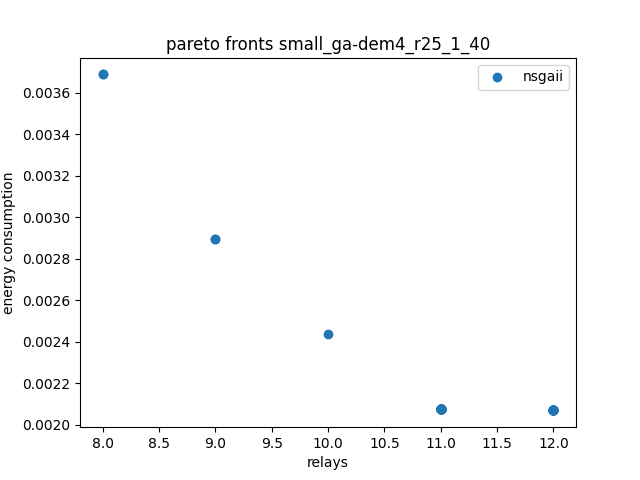 pareto fronts small_ga-dem4_r25_1_40
nsgaii
energy consumption
0.0036
0.0034
0.0032
0.0030
0.0028
0.0026
0.0024
0.0022
0.0020
8.0 8.5 9.0 9.5 10.0 10.5 11.0 11.5 12.0
relays